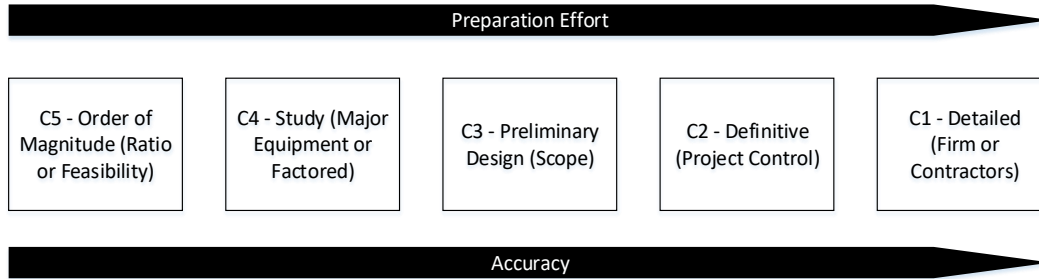 Preparation Effort
C5 - Order of
Magnitude (Ratio
or Feasibility)
C4 - Study (Major
Equipment or
Factored)
C3 - Preliminary
Design (Scope)
C2 - Definitive
(Project Control)
C1 - Detailed
(Firm or
Contractors)
Accuracy